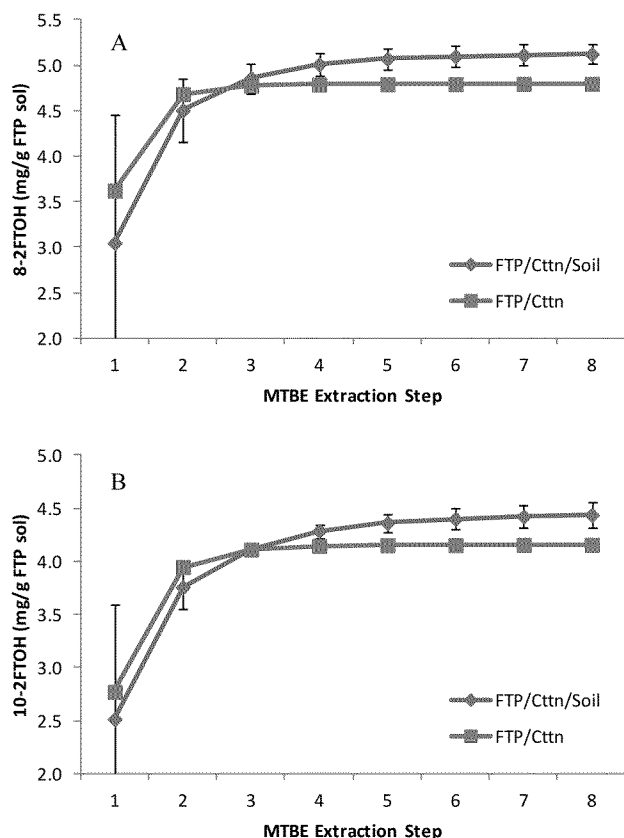 A
8-2FTOH (mg/g FTP sol)
5.5
5.0
4.5
4.0
3.5
3.0
2.5
2.0
FTP/Cttn/Soil
FTP/Cttn
1 2 3 4 5 6 7 8
MTBE Extraction Step
B
10-2FTOH (mg/g FTP sol)
5.0
4.5
4.0
3.5
3.0
2.5
2.0
FTP/Cttn/Soil
FTP/Cttn
1 2 3 4 5 6 7 8
MTBE Extraction Step